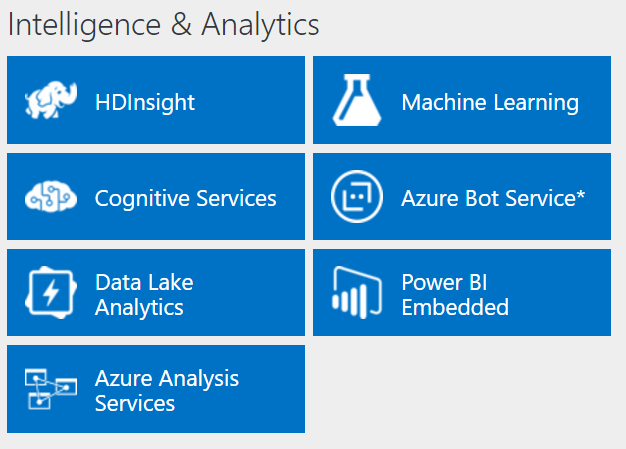 Intelligence & Analytics
HDInsight
Machine Learning
Cognitive Services
Azure Bot Service*
Data Lake
Analytics
Power BI
Embedded
Azure Analysis
Services